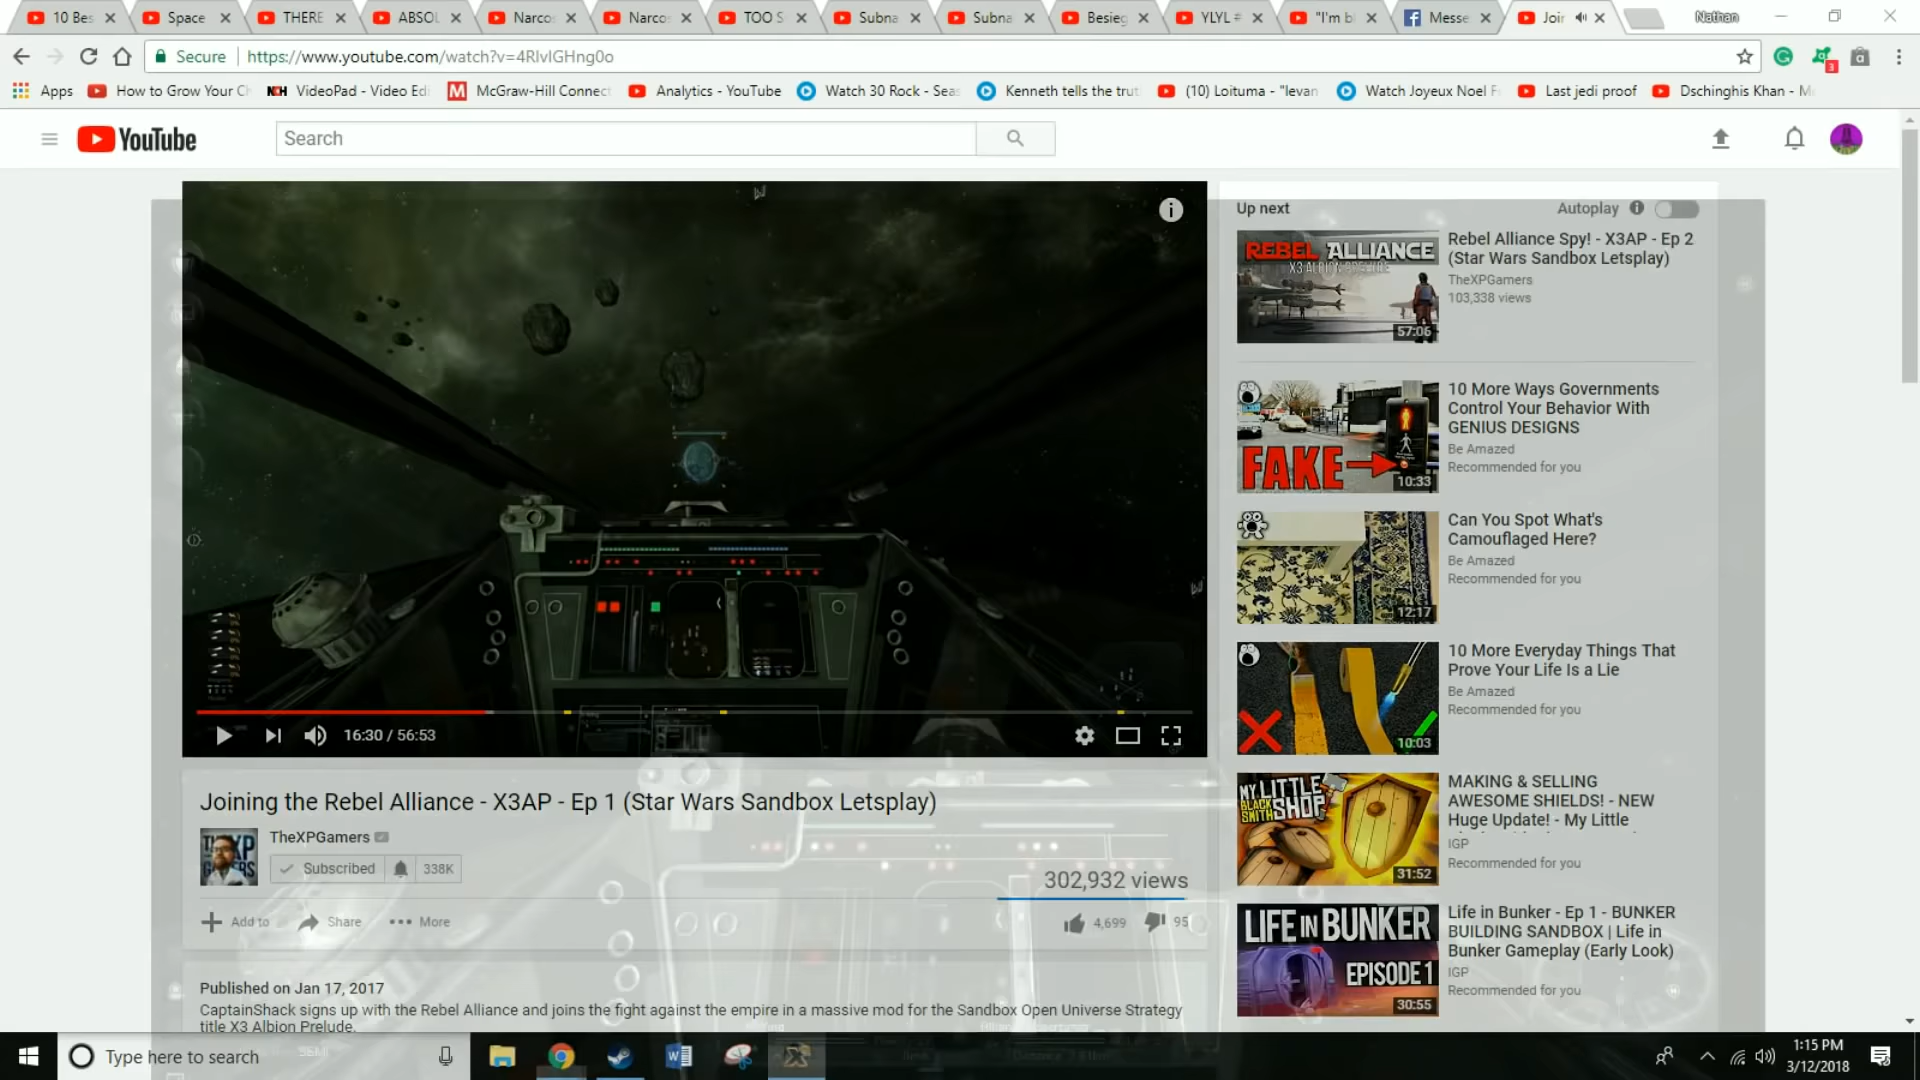 10 Bes
Space
THERE
ABSOL
Narco
Narco
TOO S
Subna
Subna
Besieg
YLYL #
"I'm bl
Messe
Join
Nathan
Secure
https://www.youtube.com/watch?v=4RlvIGHng0o
Apps
How to Grow Your Ch
NCH
VideoPad - Video Edi
McGraw-Hill Connect
Analytics - YouTube
Watch 30 Rock - Seas
Kenneth tells the trut
(10) Loituma - "Ievan
Watch Joyeux Noel F
Last jedi proof
Dschinghis Khan - M
YouTube
Search
Up next
Autoplay
REBEL ALLIANCE
X3 ALBION PRELUDE
57:06
Rebel Alliance Spy! - X3AP - Ep 2
(Star Wars Sandbox Letsplay)
TheXPGamers
103,338 views
FAKE
10:33
10 More Ways Governments
Control Your Behavior With
GENIUS DESIGNS
Be Amazed
Recommended for you
12:17
Can You Spot What's
Camouflaged Here?
Be Amazed
Recommended for you
10:03
10 More Everyday Things That
Prove Your Life Is a Lie
Be Amazed
Recommended for you
MY LITTLE
BLACK
SMITH SHOP
31:52
MAKING & SELLING
AWESOME SHIELDS! - NEW
Huge Update! - My Little
IGP
Recommended for you
LIFE IN BUNKER
EPISODE 1
30:55
Life in Bunker - Ep 1 - BUNKER
BUILDING SANDBOX | Life in
Bunker Gameplay (Early Look)
IGP
Recommended for you
16:30 / 56:53
Joining the Rebel Alliance - X3AP - Ep 1 (Star Wars Sandbox Letsplay)
TheXPGamers
Subscribed
338K
302,932 views
Add to
Share
More
4,699
95
Published on Jan 17, 2017
CaptainShack signs up with the Rebel Alliance and joins the fight against the empire in a massive mod for the Sandbox Open Universe Strategy
title X3 Albion Prelude.
Type here to search
1:15 PM
3/12/2018